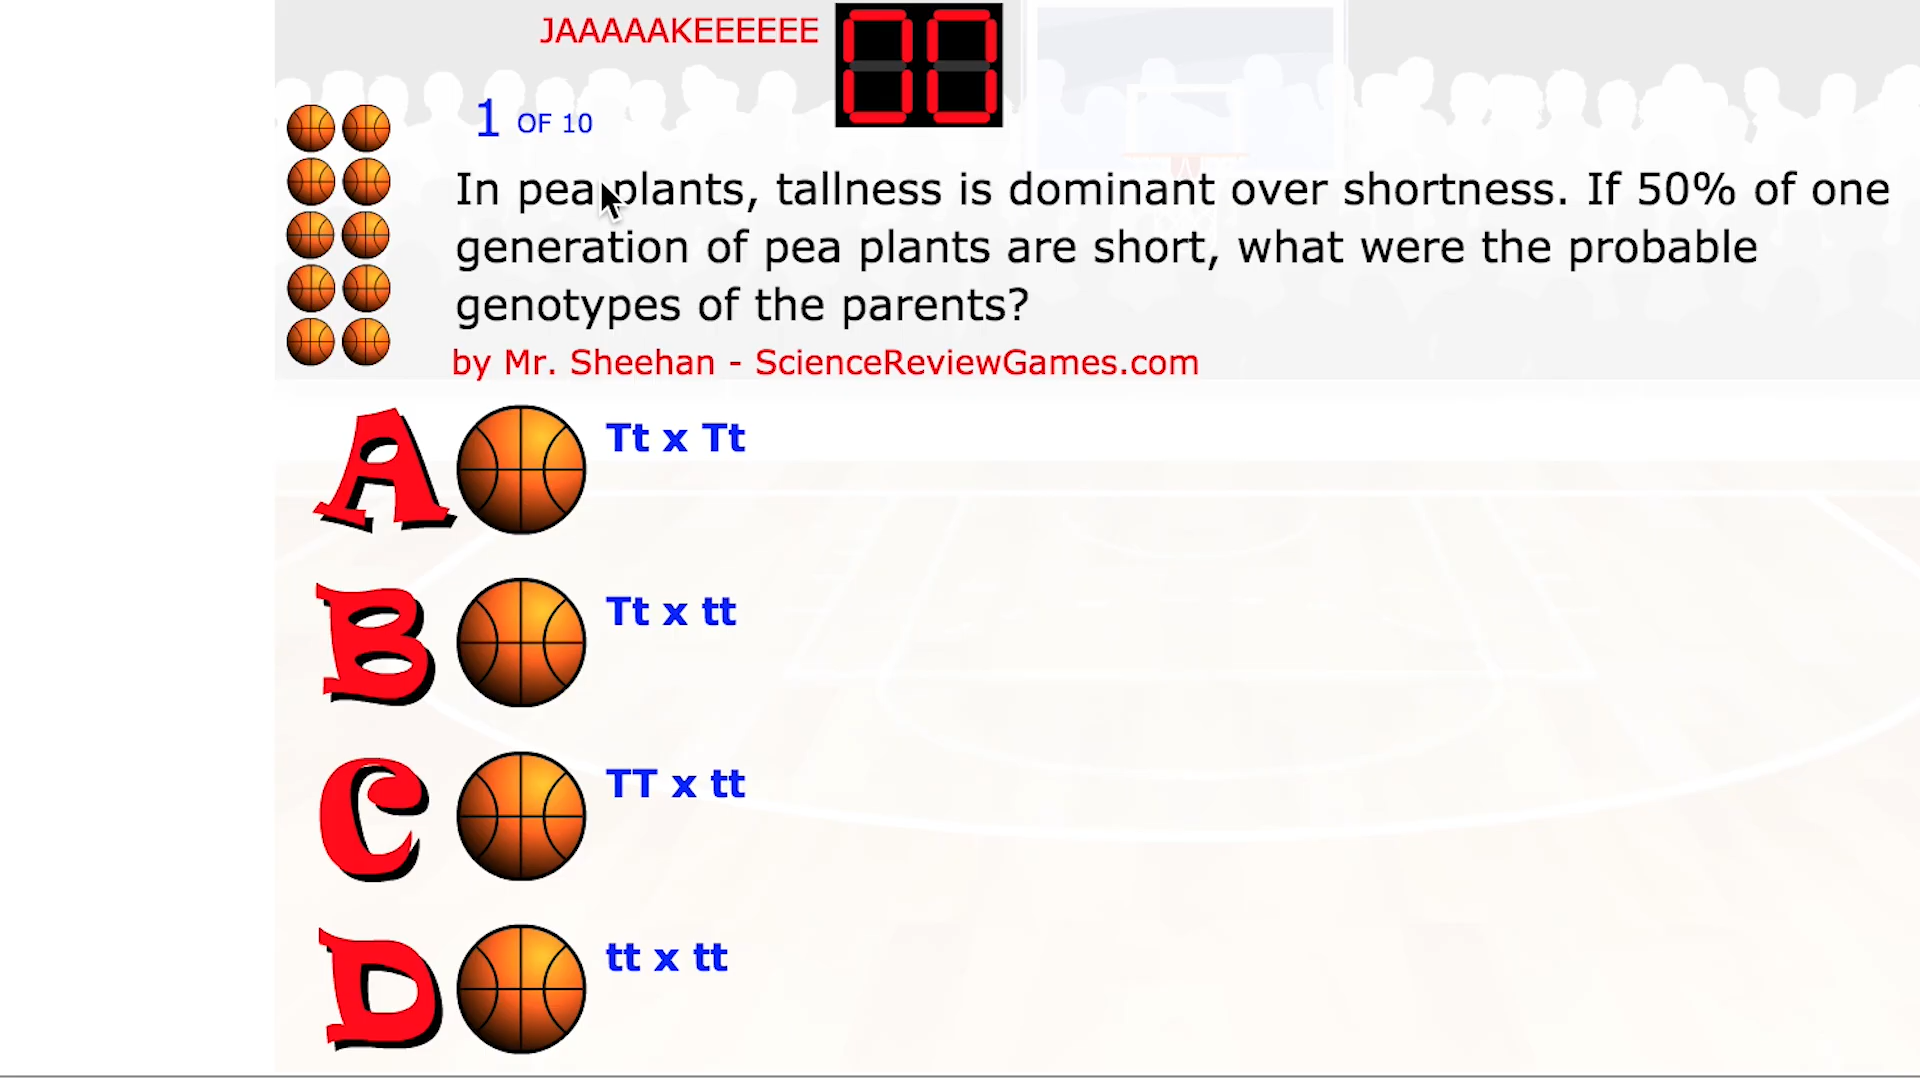 JAAAAAKEEEEEE 00
1 OF 10
In pea plants, tallness is dominant over shortness. If 50% of one
generation of pea plants are short, what were the probable
genotypes of the parents?
by Mr. Sheehan - ScienceReviewGames.com
A Tt x Tt
B Tt x tt
C TT x tt
D tt x tt